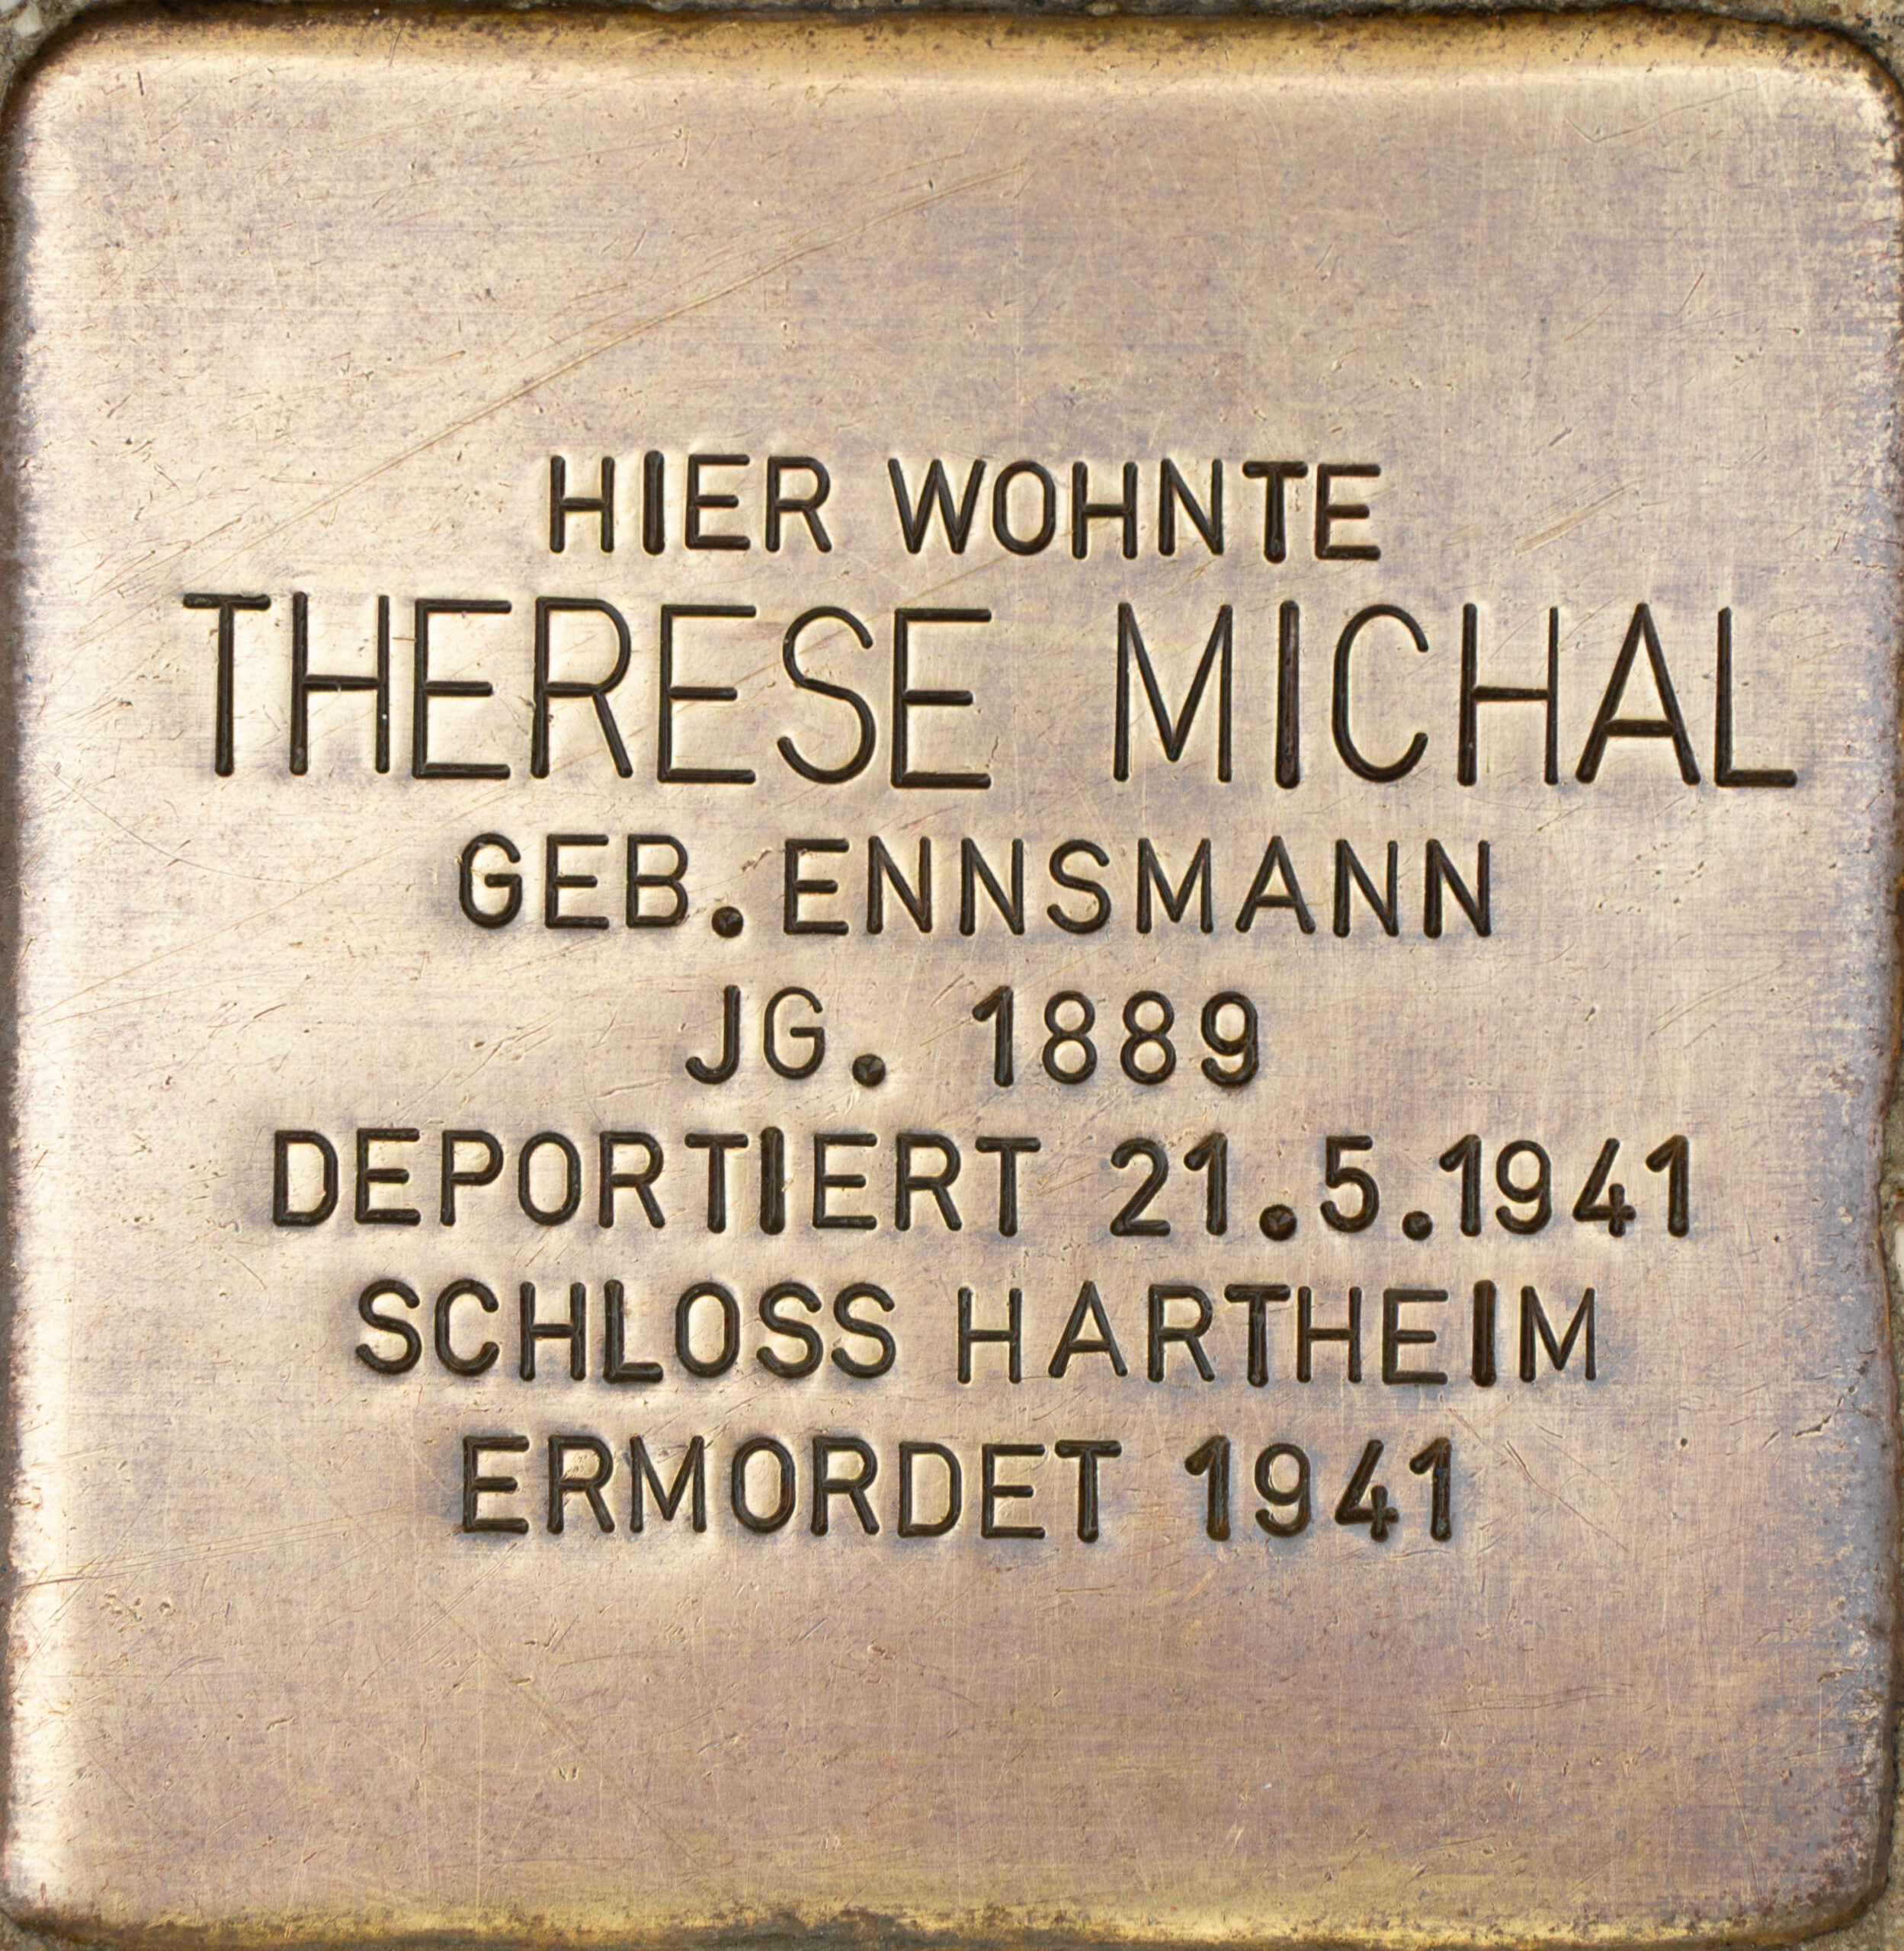 HIER WOHNTE
THERESE MICHAL
GEB. ENNSMANN
JG. 1889
DEPORTIERT 21.5.1941
SCHLOSS HARTHEIM
ERMORDET 1941